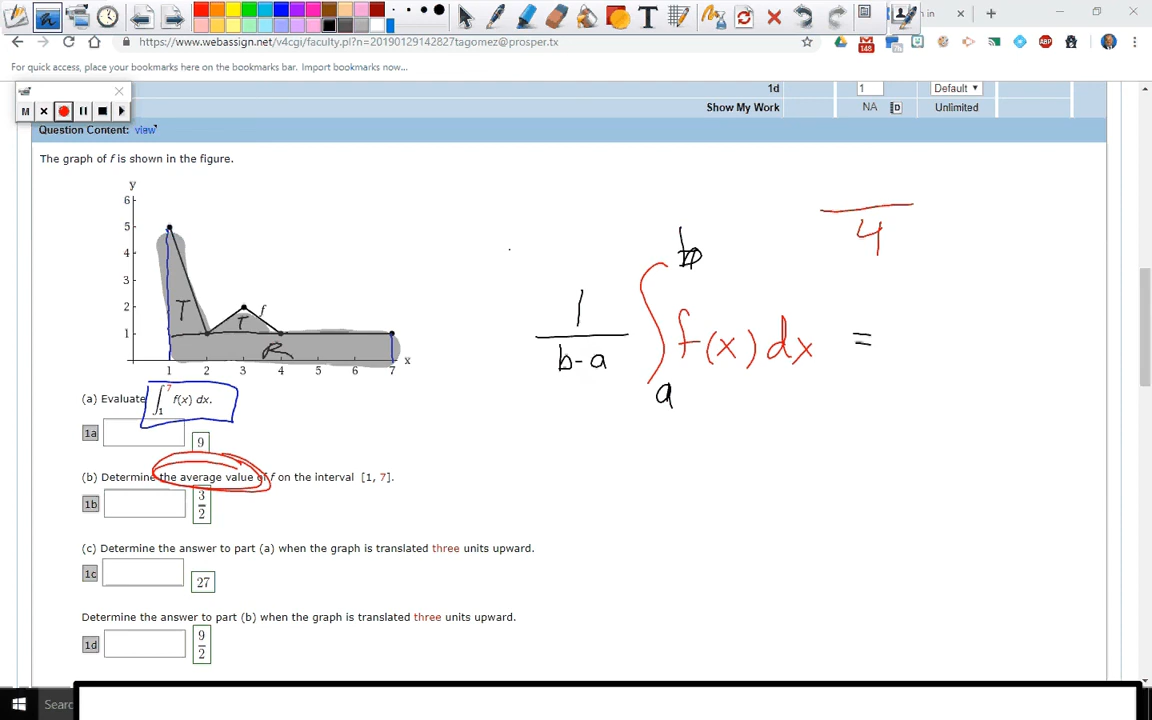 in
https://www.webassign.net/v4cgi/faculty.pl?n=20190129142827tagomez@prosper.tx
148
ABP
For quick access, place your bookmarks here on the bookmarks bar. Import bookmarks now...
1d 1 Default
M
Show My Work NA Unlimited
Question Content: view
The graph of f is shown in the figure.
y
6
5
4
3
2
1
f
T
T
R
x
1 2 3 4 5 6 7
4
1
b-a
b
a
f(x) dx =
(a) Evaluate ∫₁⁷ f(x) dx.
1a
9
(b) Determine the average value of f on the interval [1, 7].
1b
3
2
(c) Determine the answer to part (a) when the graph is translated three units upward.
1c
27
Determine the answer to part (b) when the graph is translated three units upward.
1d
9
2
Searc